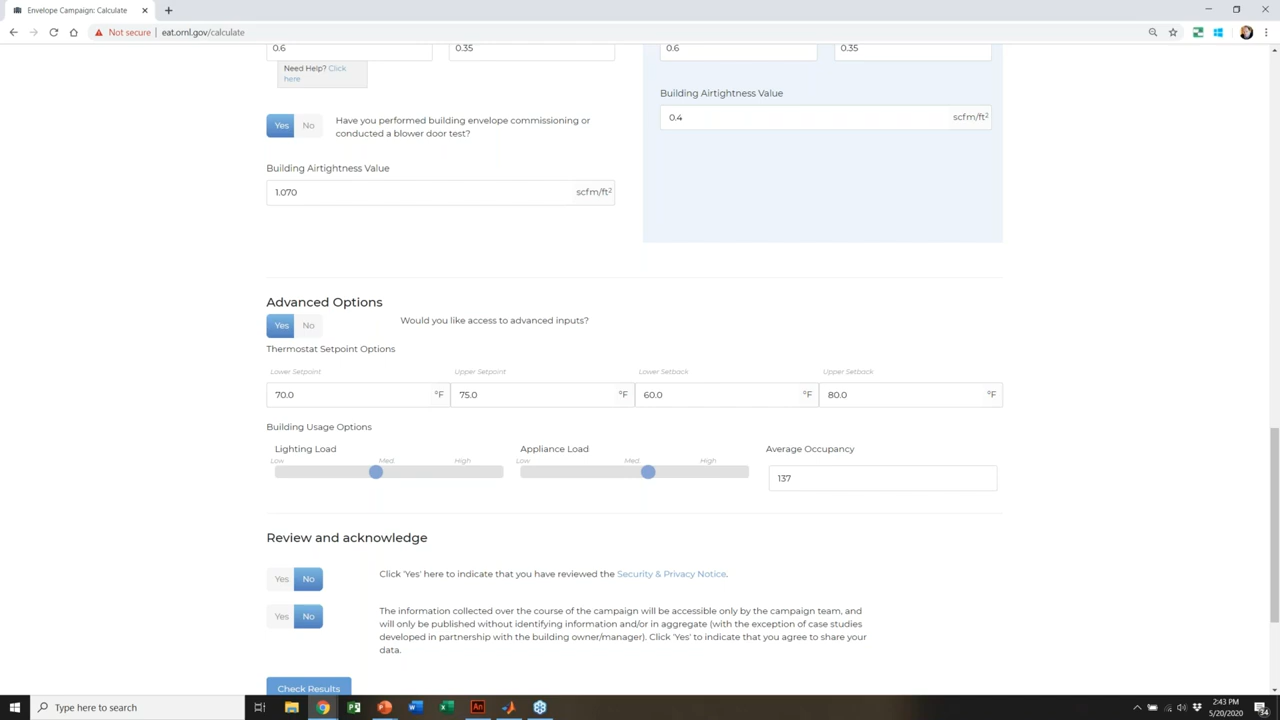 Envelope Campaign: Calculate
Not secure
eat.ornl.gov/calculate
0.6
0.35
0.6
0.35
Need Help? Click
here
Building Airtightness Value
0.4
scfm/ft²
Yes
No
Have you performed building envelope commissioning or
conducted a blower door test?
Building Airtightness Value
1.070
scfm/ft²
Advanced Options
Yes
No
Would you like access to advanced inputs?
Thermostat Setpoint Options
Lower Setpoint
Upper Setpoint
Lower Setback
Upper Setback
70.0
°F
75.0
°F
60.0
°F
80.0
°F
Building Usage Options
Lighting Load
Appliance Load
Average Occupancy
Low
Med.
High
Low
Med.
High
137
Review and acknowledge
Yes
No
Click 'Yes' here to indicate that you have reviewed the Security & Privacy Notice.
Yes
No
The information collected over the course of the campaign will be accessible only by the campaign team, and
will only be published without identifying information and/or in aggregate (with the exception of case studies
developed in partnership with the building owner/manager). Click 'Yes' to indicate that you agree to share your
data.
Check Results
Type here to search
2:43 PM
5/20/2020
34